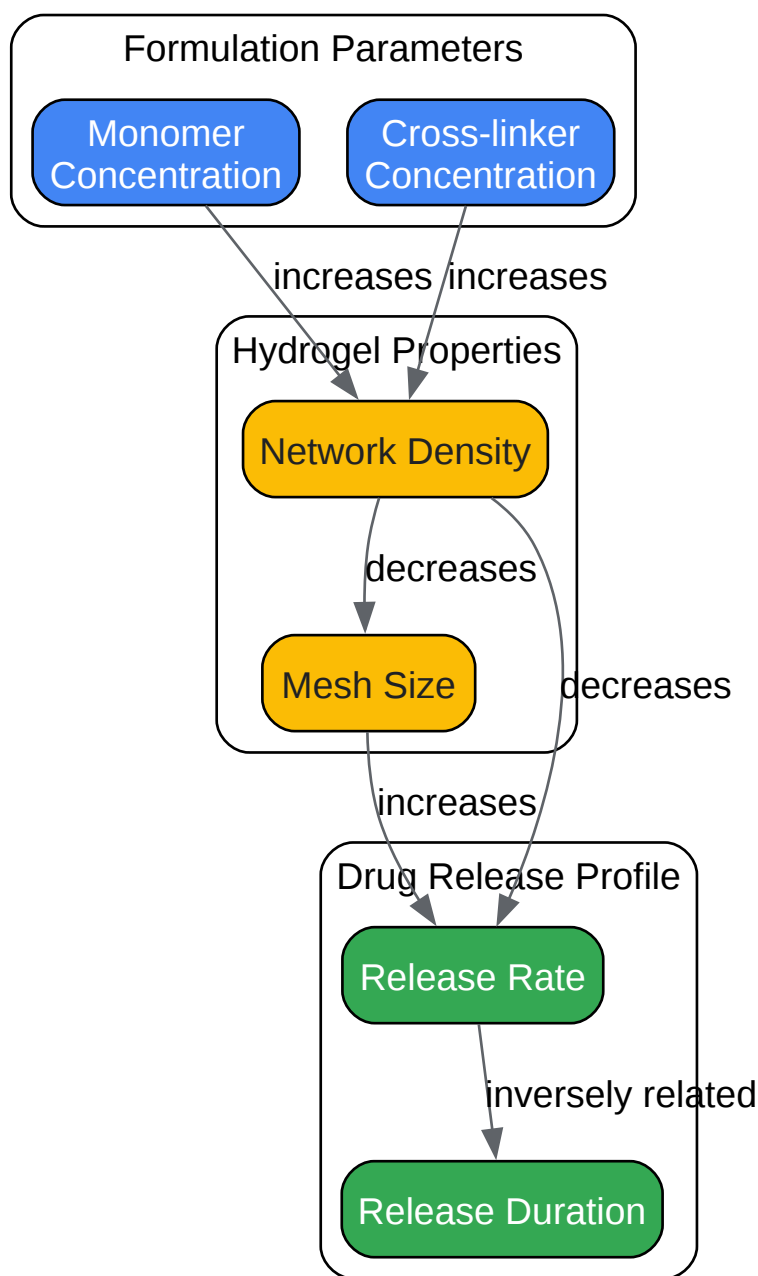 Formulation Parameters
Monomer
Concentration
Cross-linker
Concentration
increases
increases
Hydrogel Properties
Network Density
decreases
Mesh Size
decreases
increases
Drug Release Profile
Release Rate
inversely related
Release Duration